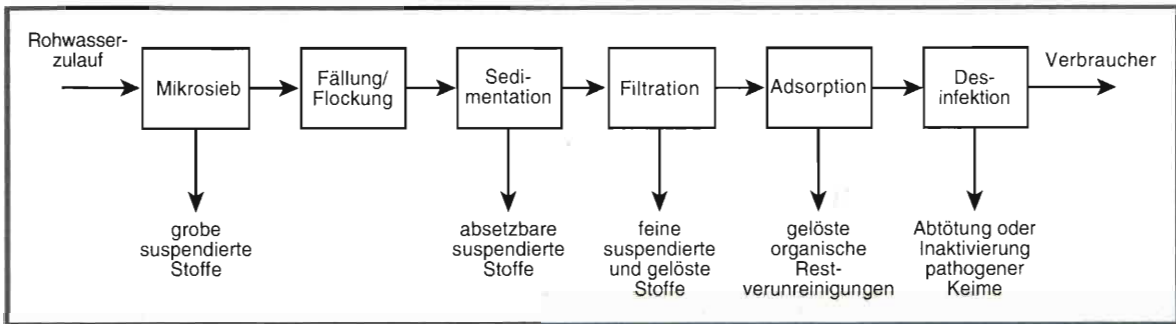 Rohwasser-
zulauf
Mikrosieb
Fällung/
Flockung
Sedi-
mentation
Filtration
Adsorption
Des-
infektion
Verbraucher
grobe
suspendierte
Stoffe
absetzbare
suspendierte
Stoffe
feine
suspendierte
und gelöste
Stoffe
gelöste
organische
Rest-
verunreinigungen
Abtötung oder
Inaktivierung
pathogener
Keime